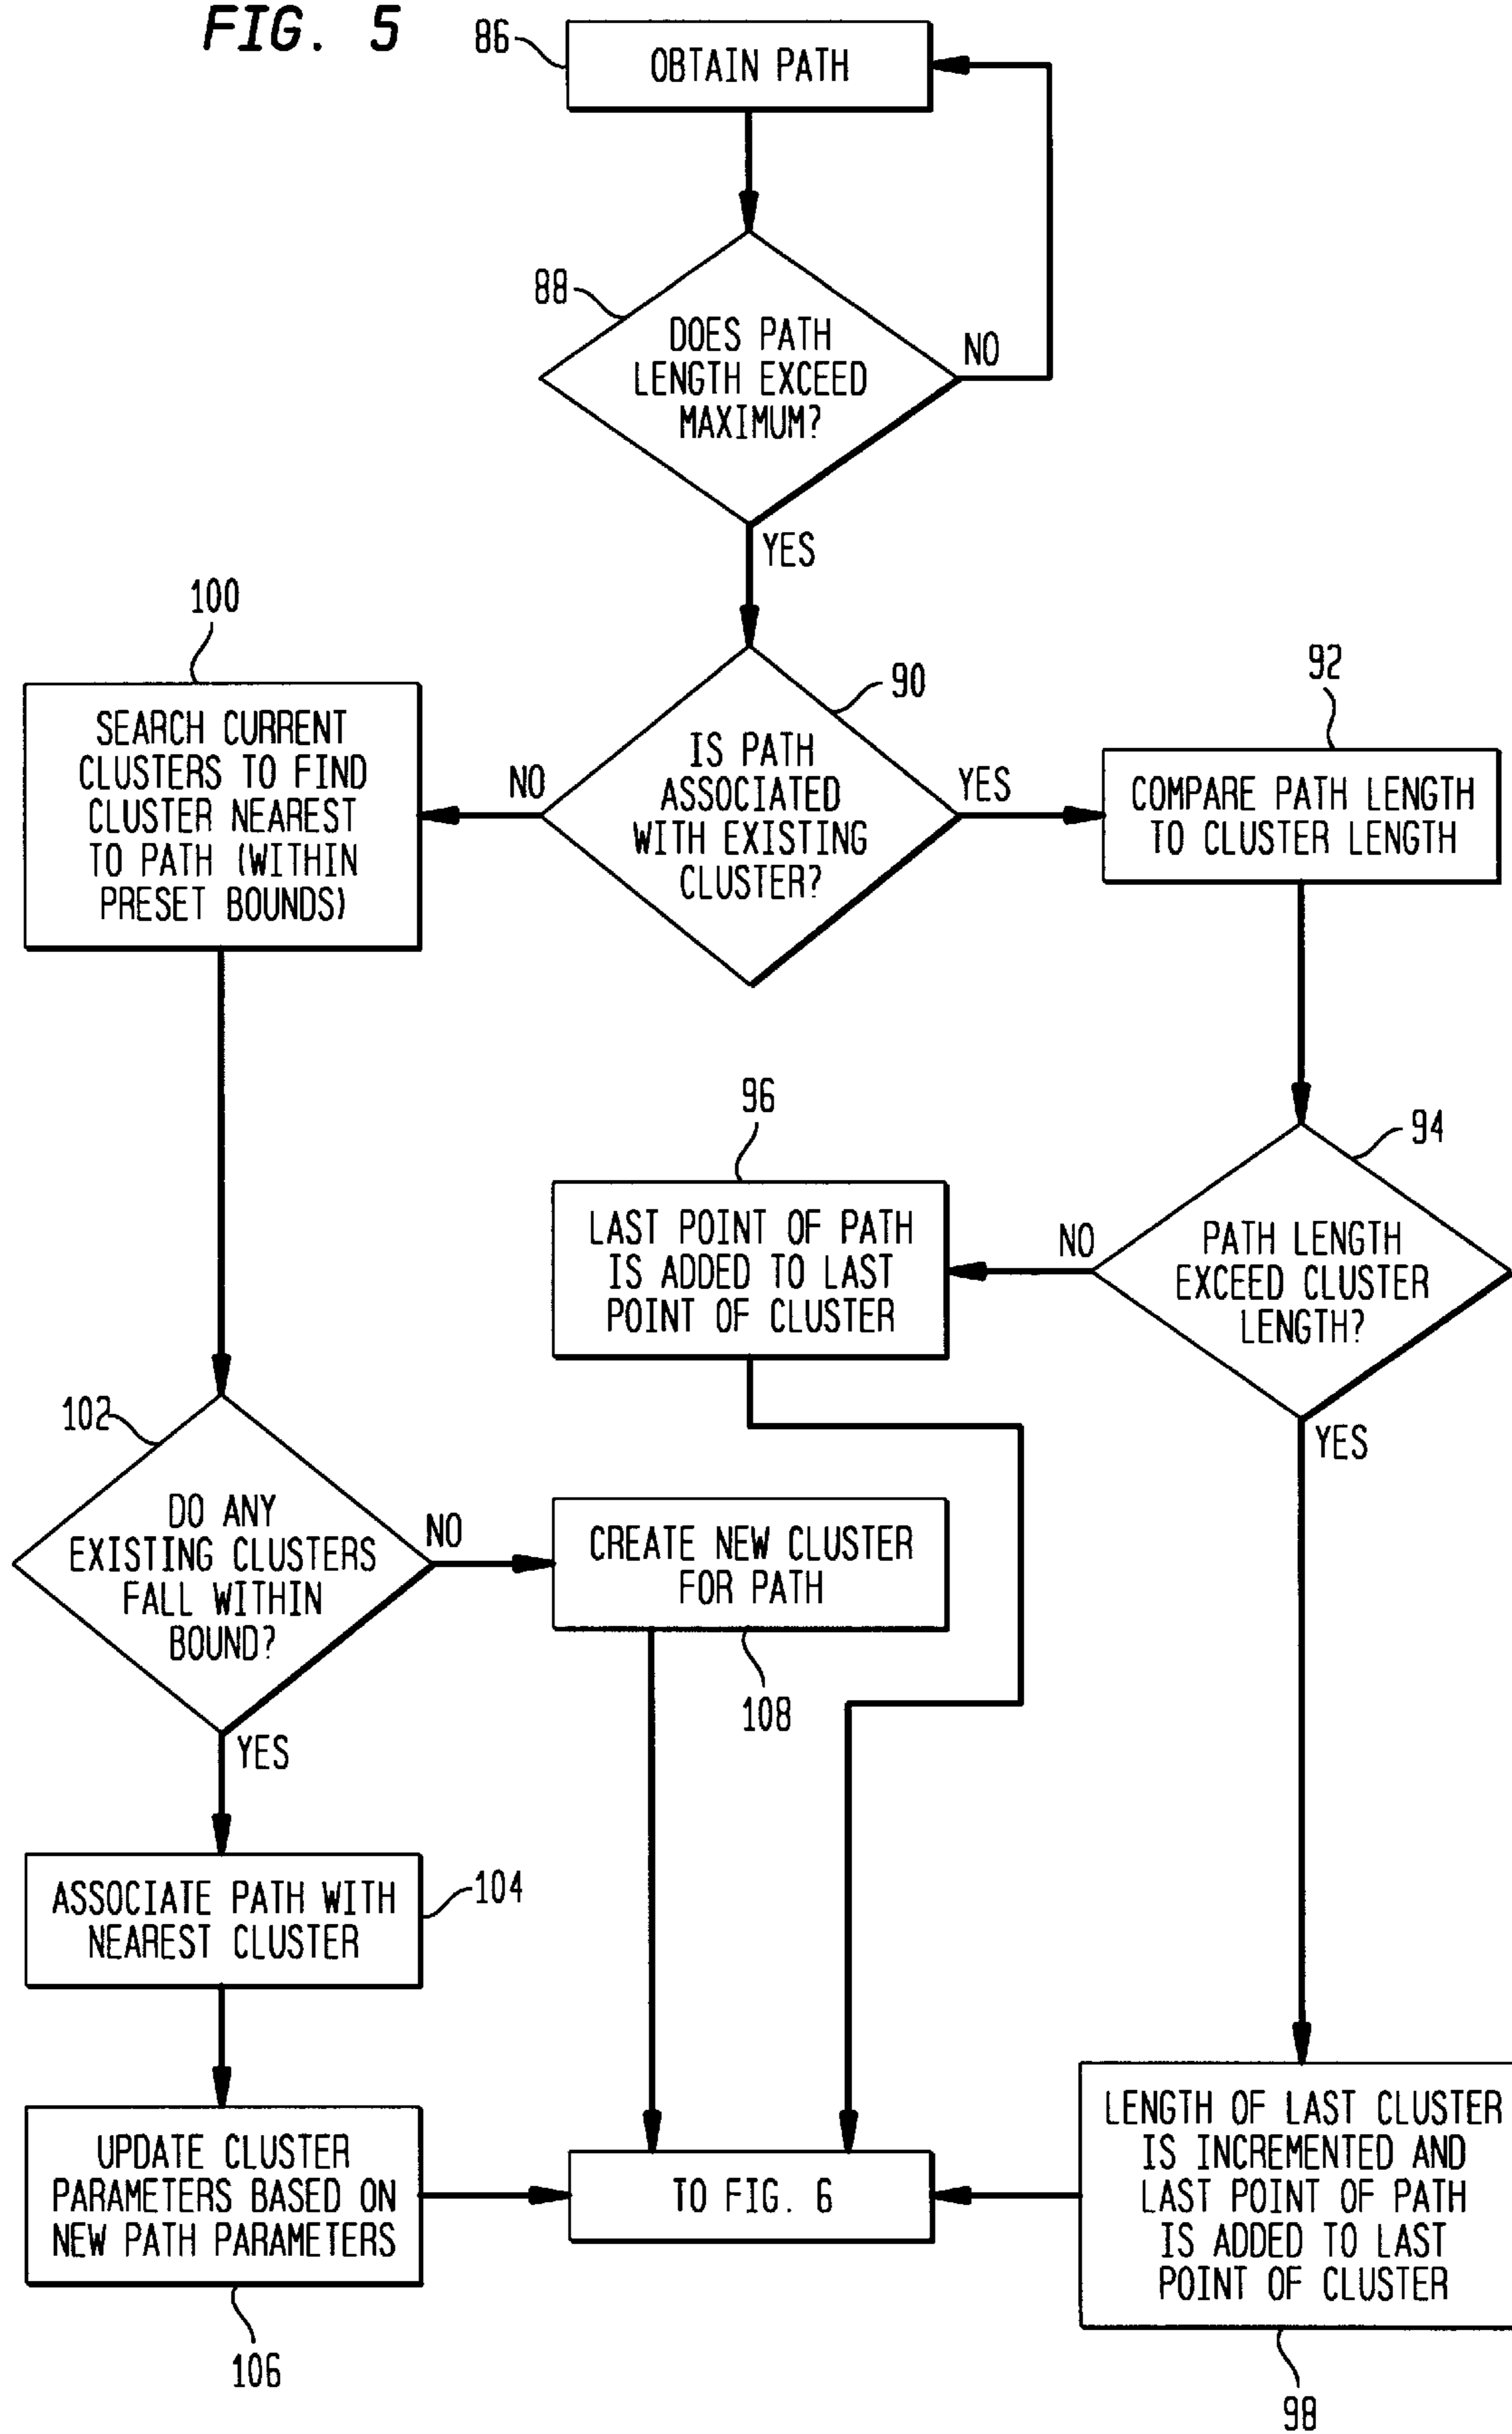 FIG. 5
86
OBTAIN PATH
88
DOES PATH
LENGTH EXCEED
MAXIMUM?
NO
YES
100
SEARCH CURRENT
CLUSTERS TO FIND
CLUSTER NEAREST
TO PATH (WITHIN
PRESET BOUNDS)
NO
90
IS PATH
ASSOCIATED
WITH EXISTING
CLUSTER?
YES
92
COMPARE PATH LENGTH
TO CLUSTER LENGTH
96
LAST POINT OF PATH
IS ADDED TO LAST
POINT OF CLUSTER
NO
94
PATH LENGTH
EXCEED CLUSTER
LENGTH?
YES
102
DO ANY
EXISTING CLUSTERS
FALL WITHIN
BOUND?
NO
CREATE NEW CLUSTER
FOR PATH
108
YES
ASSOCIATE PATH WITH
NEAREST CLUSTER
104
UPDATE CLUSTER
PARAMETERS BASED ON
NEW PATH PARAMETERS
106
TO FIG. 6
LENGTH OF LAST CLUSTER
IS INCREMENTED AND
LAST POINT OF PATH
IS ADDED TO LAST
POINT OF CLUSTER
98